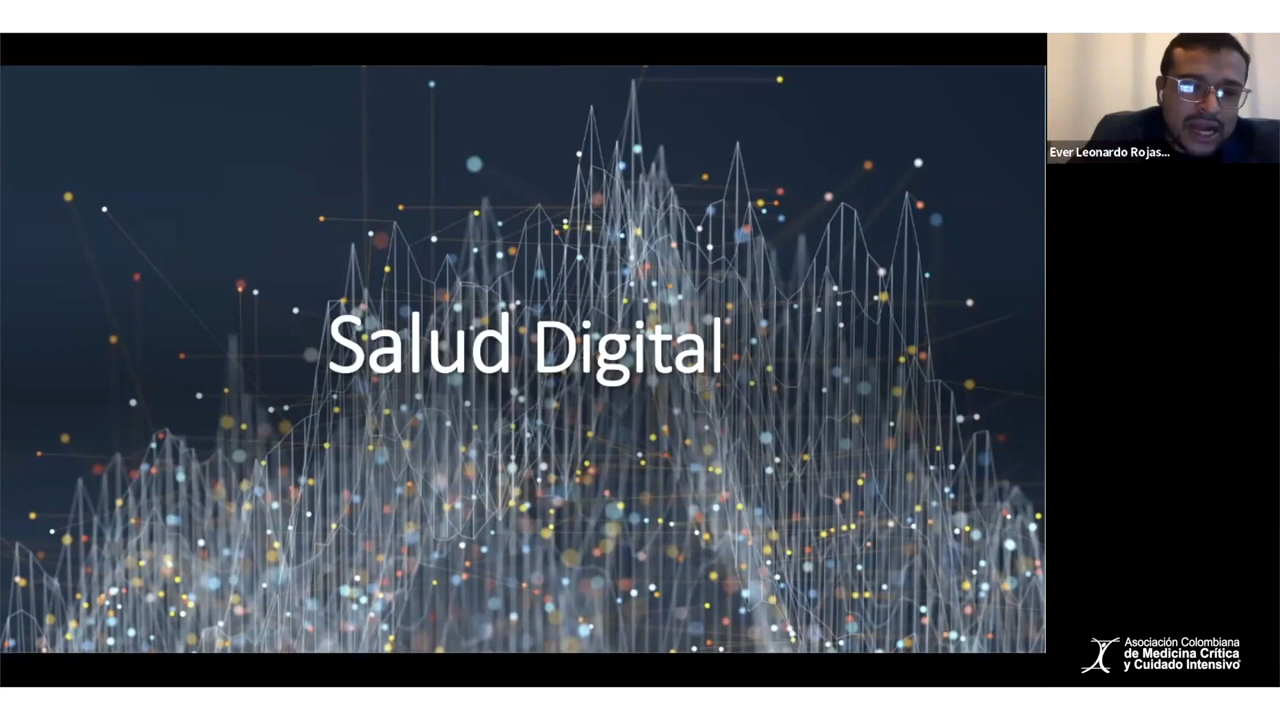 Salud Digital
Ever Leonardo Rojas...
Asociación Colombiana
de Medicina Crítica
y Cuidado Intensivo